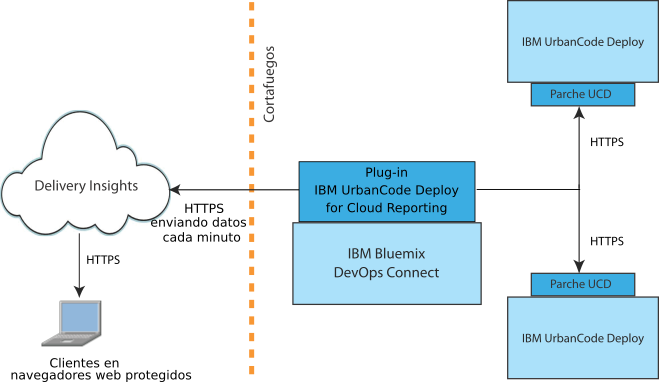 IBM UrbanCode Deploy
Parche UCD
HTTPS
Cortafuegos
Delivery Insights
Plug-in
IBM UrbanCode Deploy
for Cloud Reporting
HTTPS
enviando datos
cada minuto
IBM Bluemix
DevOps Connect
HTTPS
HTTPS
Parche UCD
IBM UrbanCode Deploy
Clientes en
navegadores web protegidos